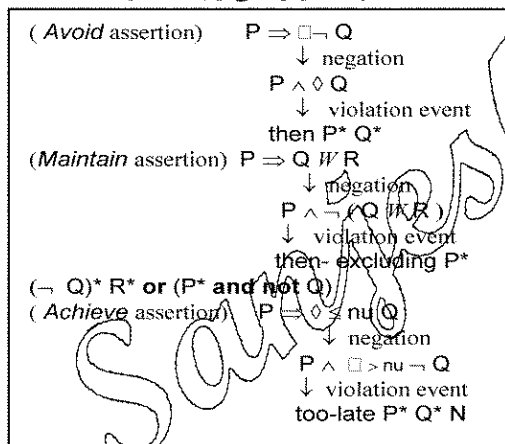 ( Avoid assertion) P ⇒ □¬ Q
↓ negation
P ∧ ◊ Q
↓ violation event
then P* Q*
(Maintain assertion) P ⇒ Q W R
↓ negation
P ∧ ¬ (Q W R )
↓ violation event
then- excluding P*
(¬ Q)* R* or (P* and not Q)
( Achieve assertion) P ⇒ ◊ ≤ nu Q
↓ negation
P ∧ □ > nu ¬ Q
↓ violation event
too-late P* Q* N